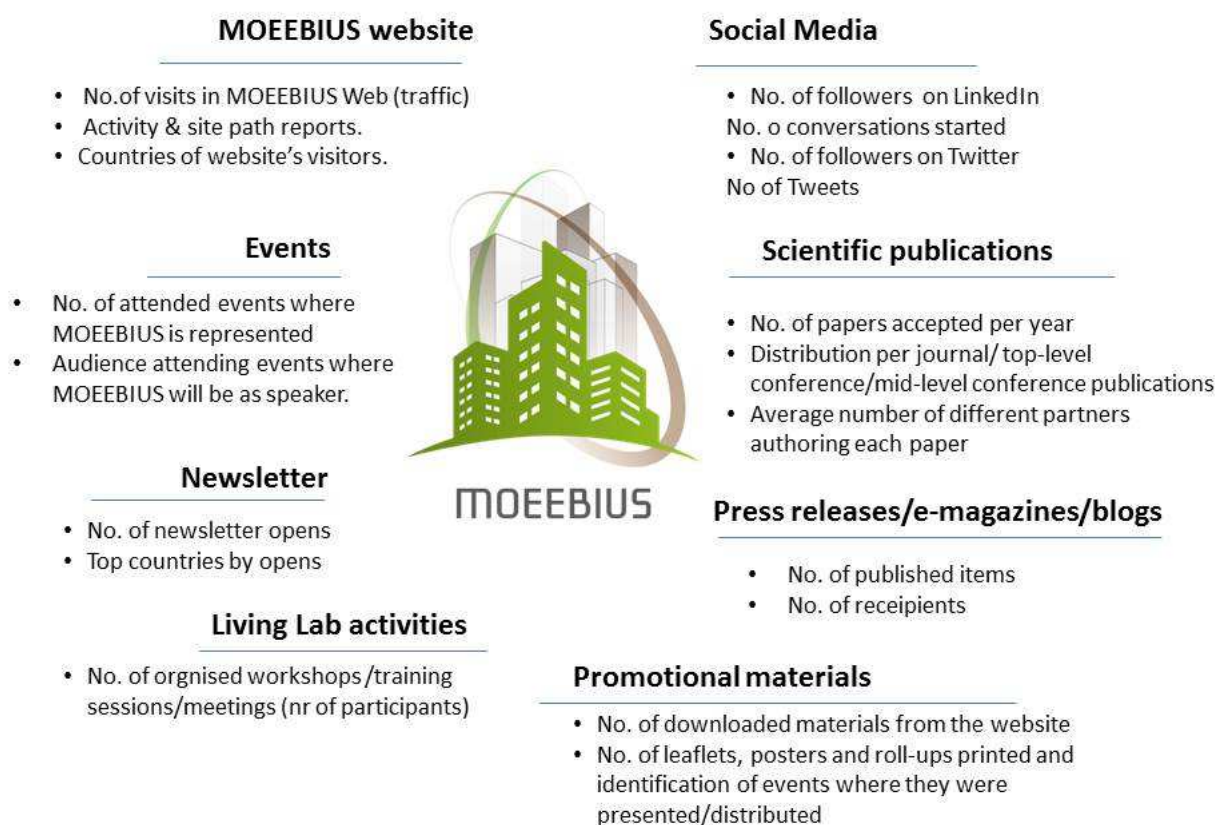 MOEEBIUS website
• No.of visits in MOEEBIUS Web (traffic)
• Activity & site path reports.
• Countries of website's visitors.
Social Media
• No. of followers on LinkedIn
No. o conversations started
• No. of followers on Twitter
No of Tweets
Events
• No. of attended events where
MOEEBIUS is represented
• Audience attending events where
MOEEBIUS will be as speaker.
Scientific publications
• No. of papers accepted per year
• Distribution per journal/ top-level
conference/mid-level conference publications
• Average number of different partners
authoring each paper
MOEEBIUS
Newsletter
• No. of newsletter opens
• Top countries by opens
Press releases/e-magazines/blogs
• No. of published items
• No. of receipients
Living Lab activities
• No. of orgnised workshops/training
sessions/meetings (nr of participants)
Promotional materials
• No. of downloaded materials from the website
• No. of leaflets, posters and roll-ups printed and
identification of events where they were
presented/distributed